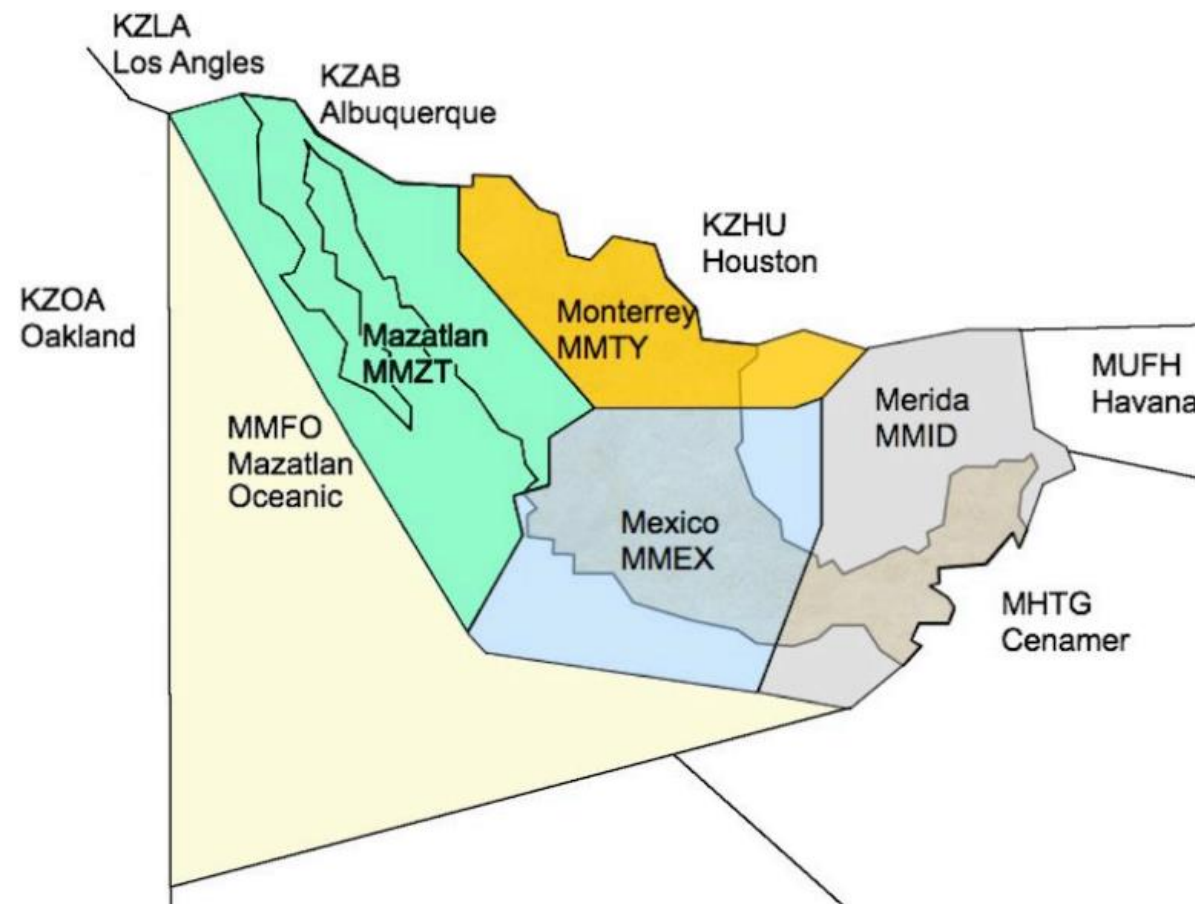 KZLA
Los Angles
KZAB
Albuquerque
KZHU
Houston
KZOA
Oakland
Monterrey
MMTY
Mazatlan
MMZT
MUFH
Havana
Merida
MMID
MMFO
Mazatlan
Oceanic
Mexico
MMEX
MHTG
Cenamer